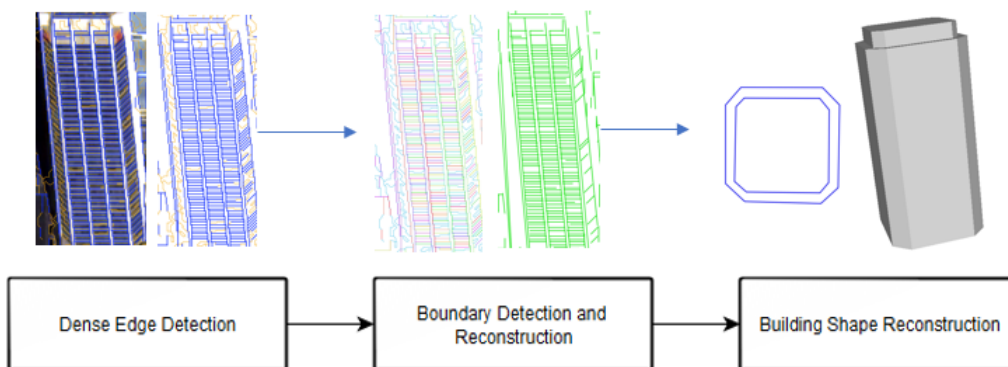 Dense Edge Detection
Boundary Detection and
Reconstruction
Building Shape Reconstruction